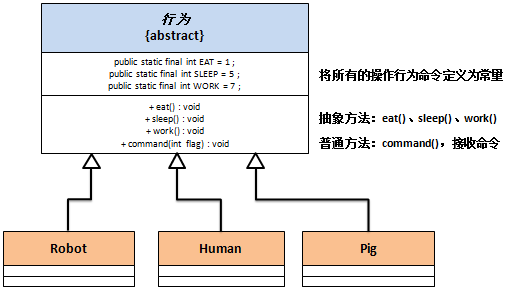 行为
{abstract}
public static final int EAT = 1 ;
public static final int SLEEP = 5 ;
public static final int WORK = 7 ;
将所有的操作行为命令定义为常量
+ eat() : void
+ sleep() : void
+ work() : void
+ command(int flag) : void
抽象方法：eat()、sleep()、work()
普通方法：command()，接收命令
Robot
Human
Pig